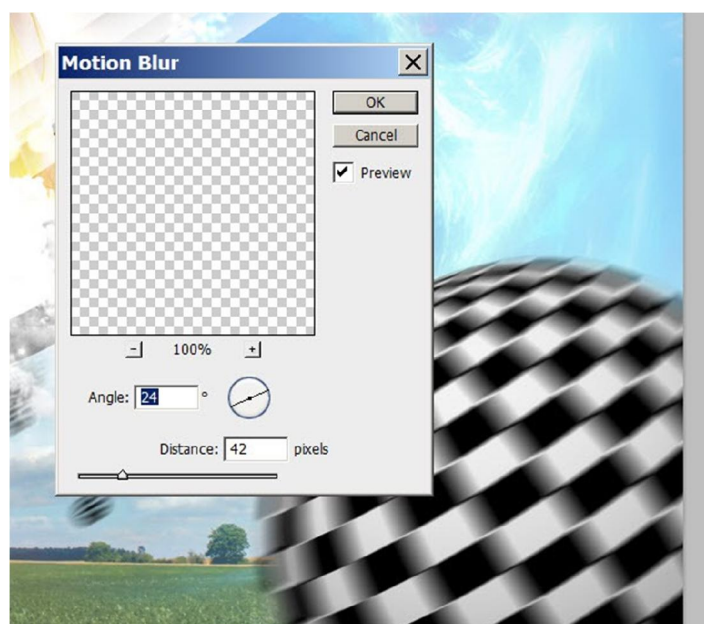 Motion Blur
OK
Cancel
Preview
- 100% +
Angle: 24 °
Distance: 42 pixels